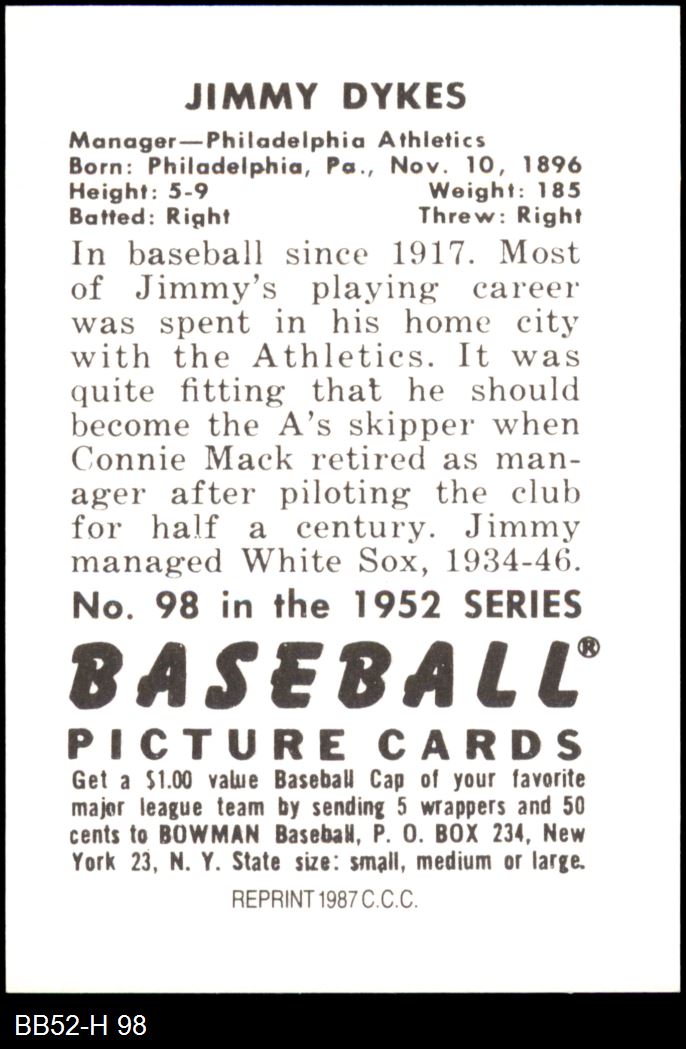 JIMMY DYKES
Manager—Philadelphia Athletics
Born: Philadelphia, Pa., Nov. 10, 1896
Height: 5-9 Weight: 185
Batted: Right Threw: Right
In baseball since 1917. Most
of Jimmy's playing career
was spent in his home city
with the Athletics. It was
quite fitting that he should
become the A's skipper when
Connie Mack retired as man-
ager after piloting the club
for half a century. Jimmy
managed White Sox, 1934-46.
No. 98 in the 1952 SERIES
BASEBALL®
PICTURE CARDS
Get a $1.00 value Baseball Cap of your favorite
major league team by sending 5 wrappers and 50
cents to BOWMAN Baseball, P. O. BOX 234, New
York 23, N. Y. State size: small, medium or large.
REPRINT 1987 C.C.C.
BB52-H 98